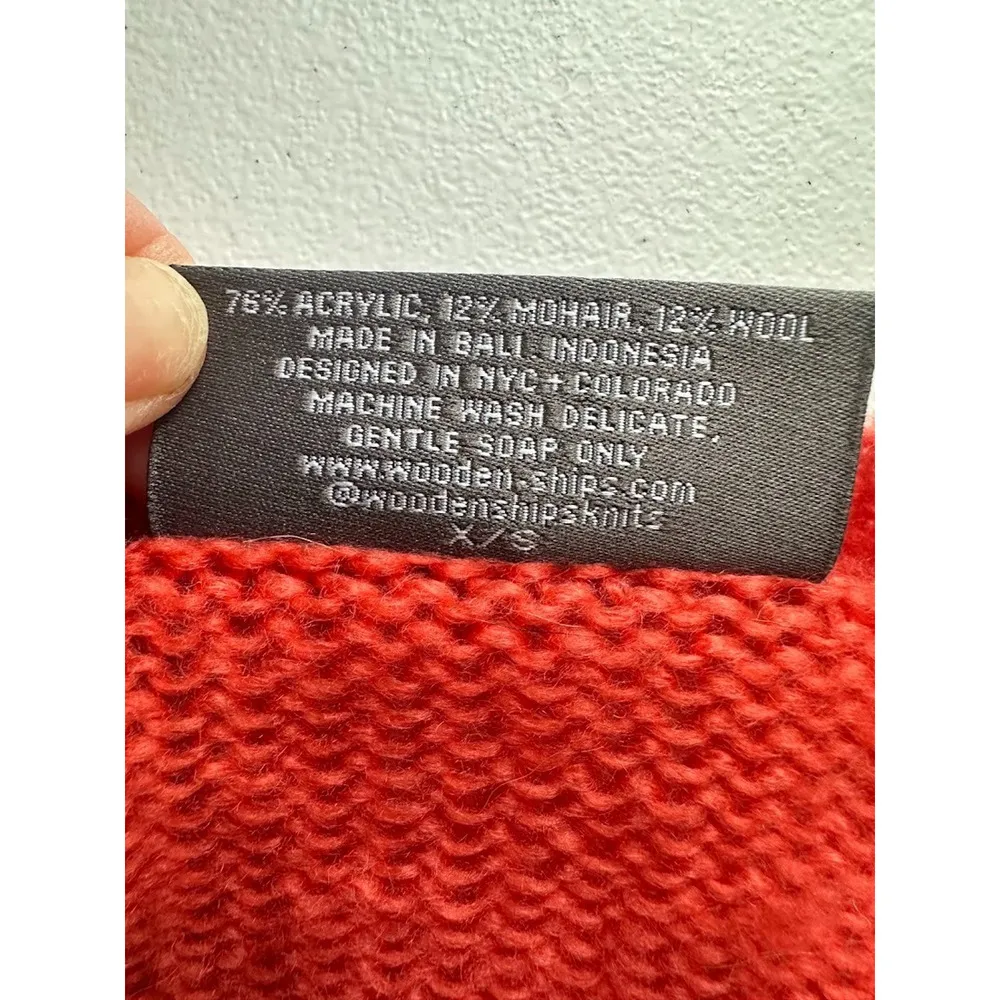 76% ACRYLIC, 12% MOHAIR, 12% WOOL
MADE IN BALI, INDONESIA
DESIGNED IN NYC + COLORADO
MACHINE WASH DELICATE,
GENTLE SOAP ONLY
www.wooden-ships.com
@woodenshipsknits
X/S